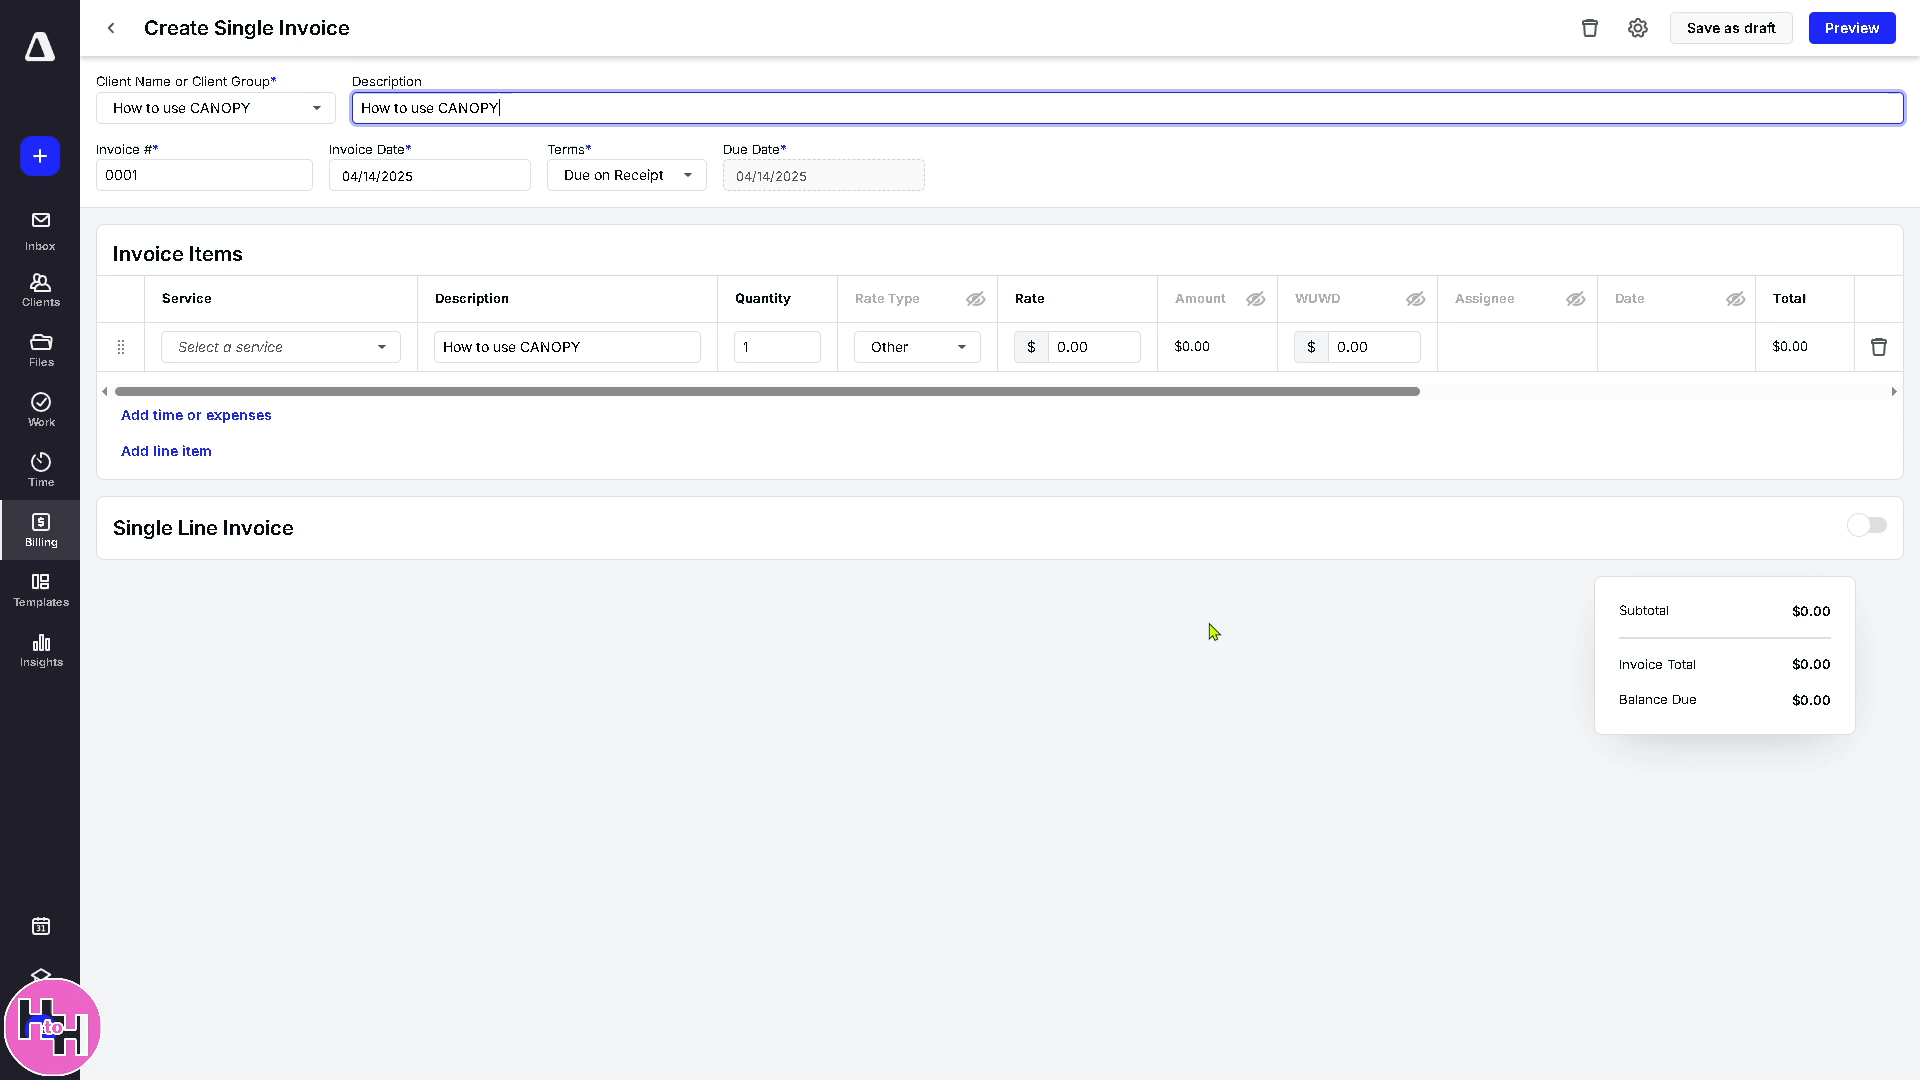 Create Single Invoice
Save as draft
Preview
Client Name or Client Group*
Description
How to use CANOPY
How to use CANOPY
Invoice #*
Invoice Date*
Terms*
Due Date*
0001
04/14/2025
Due on Receipt
04/14/2025
Inbox
Clients
Files
Work
Time
Billing
Templates
Insights
31
Invoice Items
Service
Description
Quantity
Rate Type
Rate
Amount
WUWD
Assignee
Date
Total
Select a service
How to use CANOPY
1
Other
$
0.00
$0.00
$
0.00
$0.00
Add time or expenses
Add line item
Single Line Invoice
Subtotal
$0.00
Invoice Total
$0.00
Balance Due
$0.00
H to H